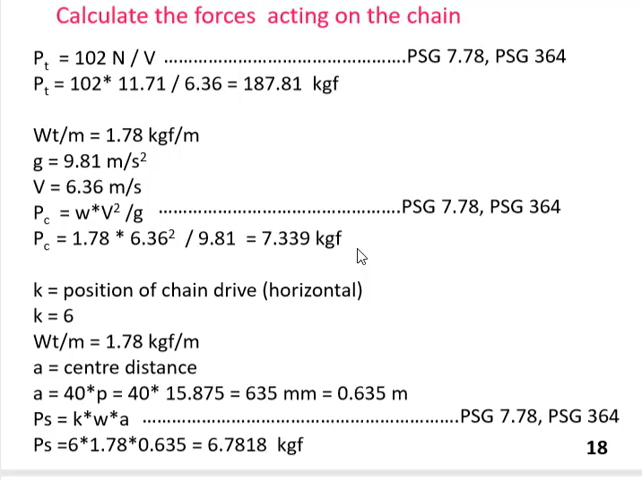 Calculate the forces acting on the chain
Pt = 102 N / V ..................................................PSG 7.78, PSG 364
Pt = 102* 11.71 / 6.36 = 187.81 kgf
Wt/m = 1.78 kgf/m
g = 9.81 m/s²
V = 6.36 m/s
Pc = w*V² /g ..................................................PSG 7.78, PSG 364
Pc = 1.78 * 6.36² / 9.81 = 7.339 kgf
k = position of chain drive (horizontal)
k = 6
Wt/m = 1.78 kgf/m
a = centre distance
a = 40*p = 40* 15.875 = 635 mm = 0.635 m
Ps = k*w*a ................................................................PSG 7.78, PSG 364
Ps =6*1.78*0.635 = 6.7818 kgf
18